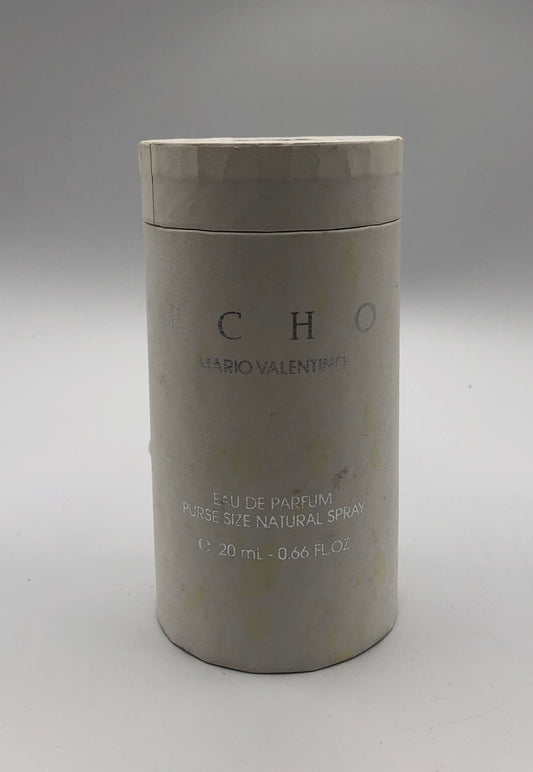 ECHO
MARIO VALENTINO
EAU DE PARFUM
PURSE SIZE NATURAL SPRAY
℮ 20 mL - 0.66 FL.OZ